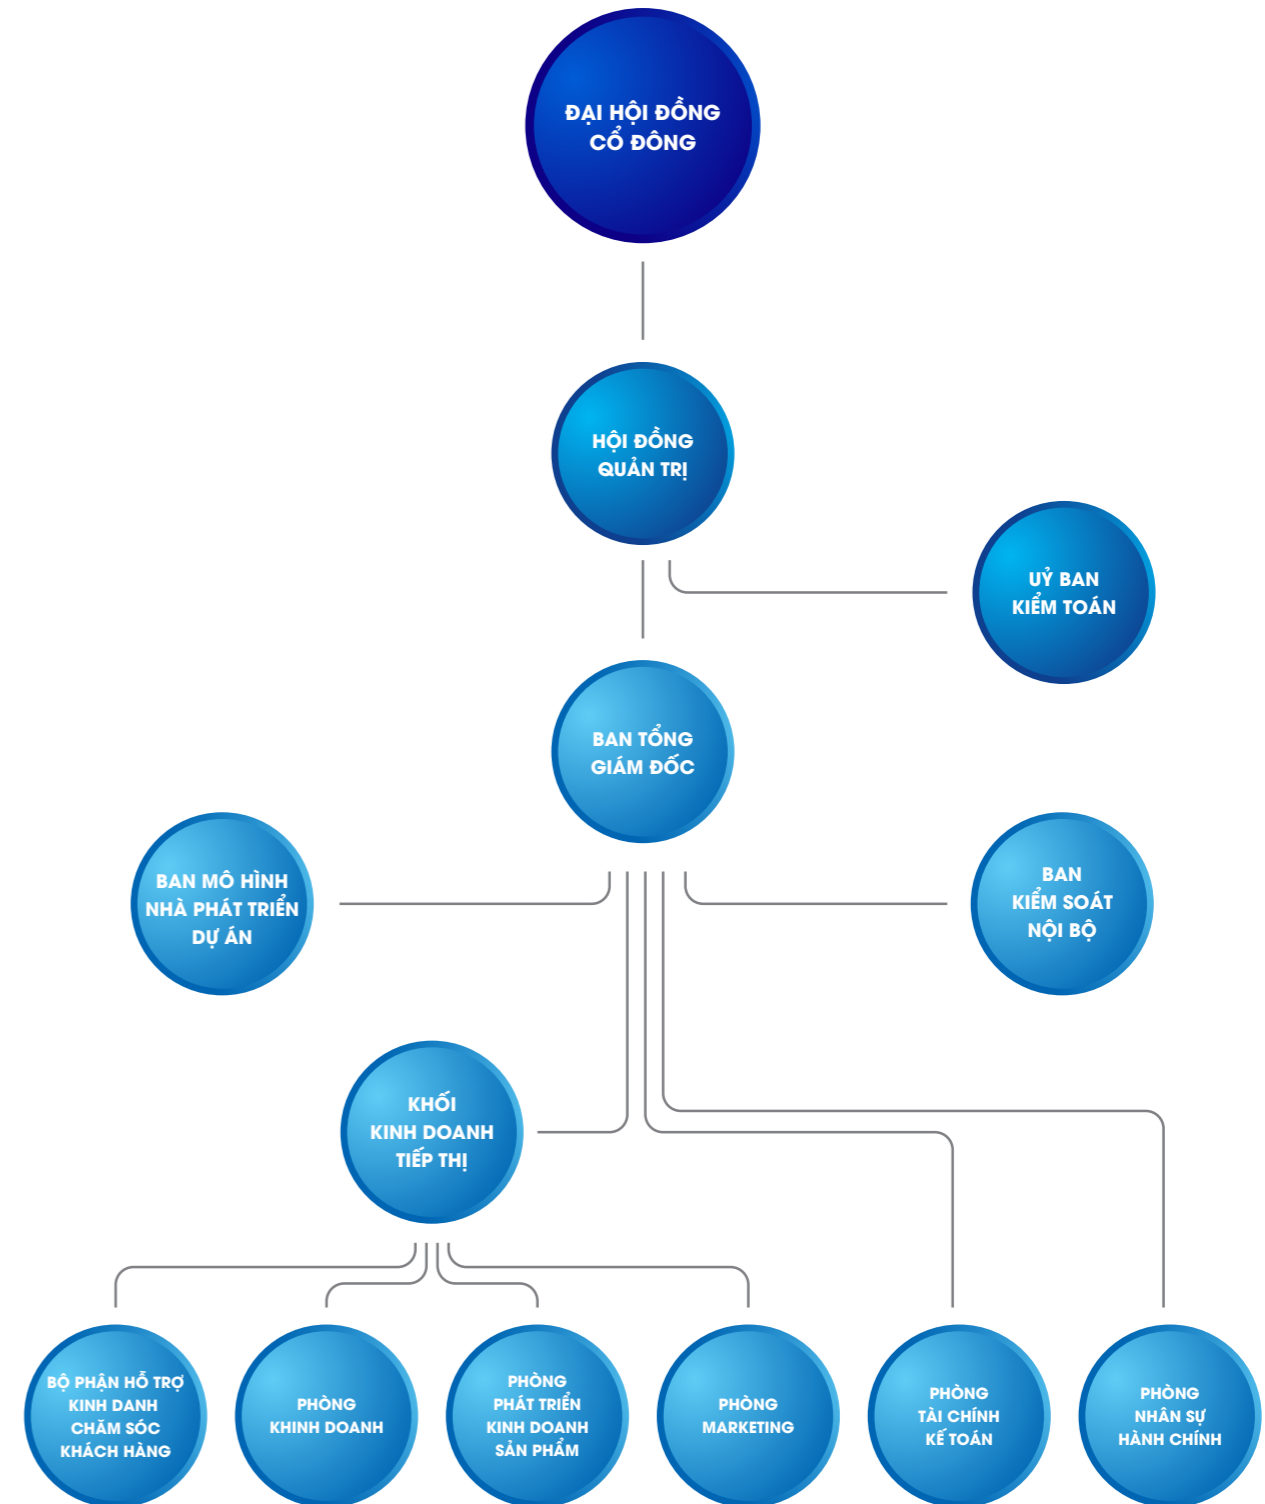 ĐẠI HỘI ĐỒNG
CỔ ĐÔNG
HỘI ĐỒNG
QUẢN TRỊ
UỶ BAN
KIỂM TOÁN
BAN TỔNG
GIÁM ĐỐC
BAN MÔ HÌNH
NHÀ PHÁT TRIỂN
DỰ ÁN
BAN
KIỂM SOÁT
NỘI BỘ
KHỐI
KINH DOANH
TIẾP THỊ
BỘ PHẬN HỖ TRỢ
KINH DANH
CHĂM SÓC
KHÁCH HÀNG
PHÒNG
KHINH DOANH
PHÒNG
PHÁT TRIỂN
KINH DOANH
SẢN PHẨM
PHÒNG
MARKETING
PHÒNG
TÀI CHÍNH
KẾ TOÁN
PHÒNG
NHÂN SỰ
HÀNH CHÍNH